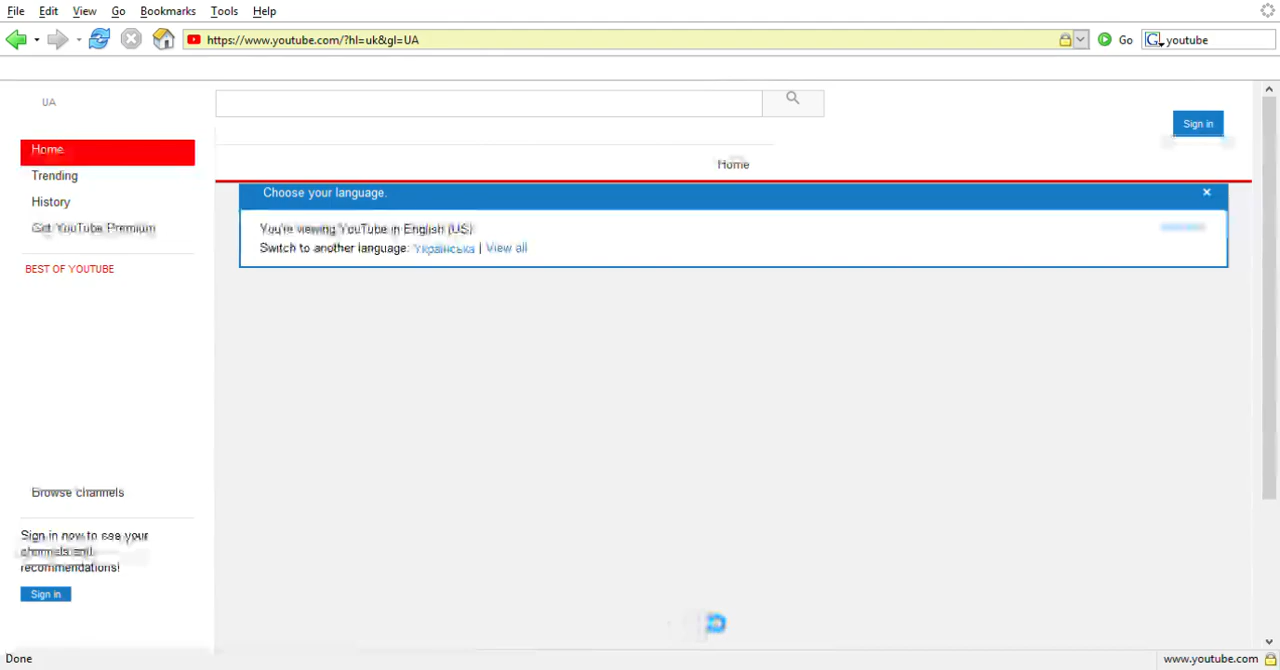 File Edit View Go Bookmarks Tools Help
https://www.youtube.com/?hl=uk&gl=UA Go youtube
UA
Sign in
Home
Home
Trending
Choose your language.
History
Get YouTube Premium
You're viewing YouTube in English (US)
Switch to another language: Українська | View all
BEST OF YOUTUBE
Browse channels
Sign in now to see your
channels and
recommendations!
Sign in
Done www.youtube.com